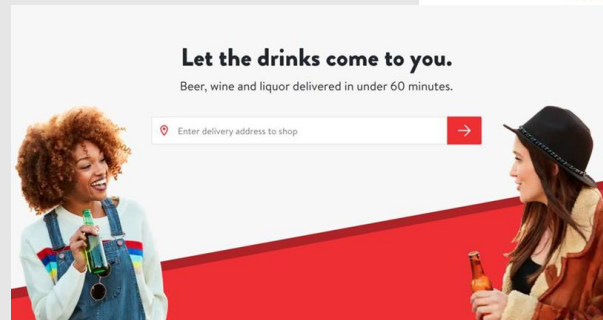 Let the drinks come to you.
Beer, wine and liquor delivered in under 60 minutes.
Enter delivery address to shop